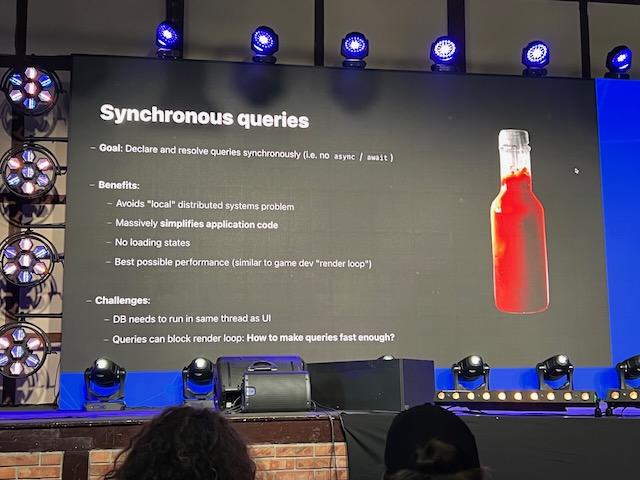 Synchronous queries
– Goal: Declare and resolve queries synchronously (i.e. no async / await)
– Benefits:
– Avoids "local" distributed systems problem
– Massively simplifies application code
– No loading states
– Best possible performance (similar to game dev "render loop")
– Challenges:
– DB needs to run in same thread as UI
– Queries can block render loop: How to make queries fast enough?